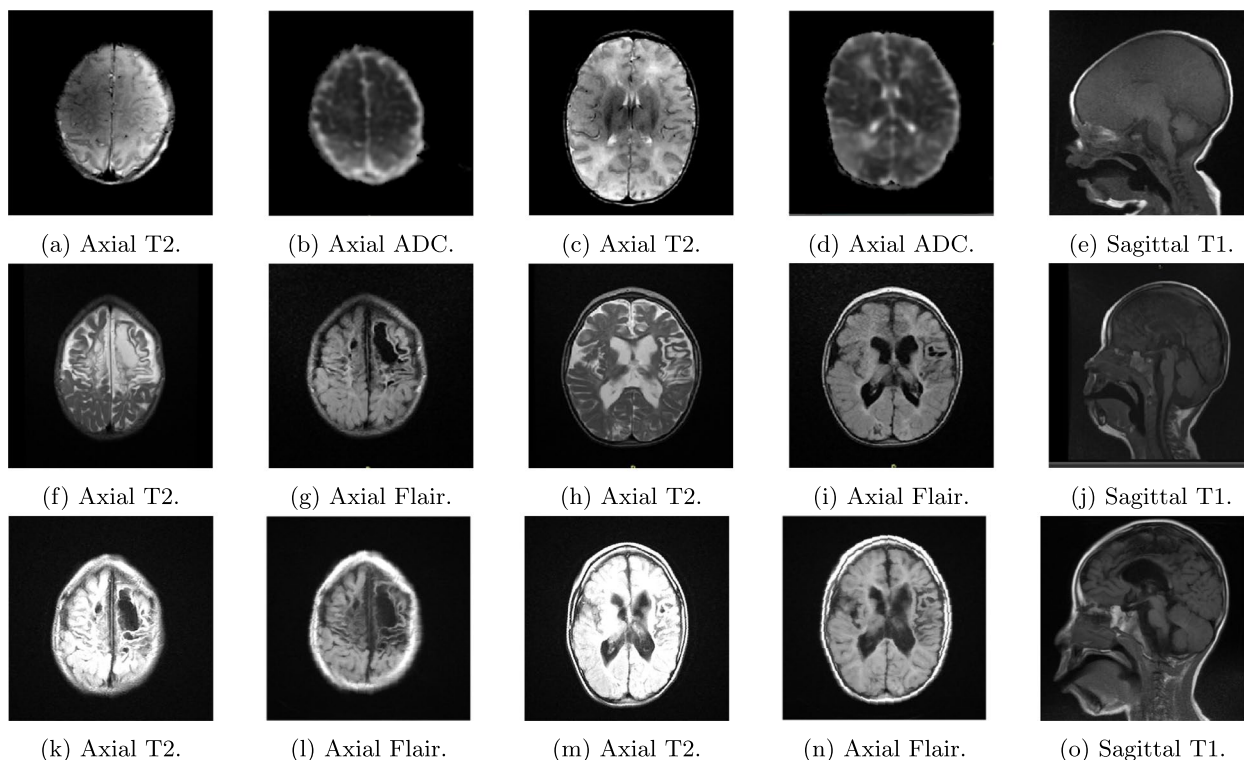 (a) Axial T2. (b) Axial ADC. (c) Axial T2. (d) Axial ADC. (e) Sagittal T1.
(f) Axial T2. (g) Axial Flair. (h) Axial T2. (i) Axial Flair. (j) Sagittal T1.
(k) Axial T2. (l) Axial Flair. (m) Axial T2. (n) Axial Flair. (o) Sagittal T1.